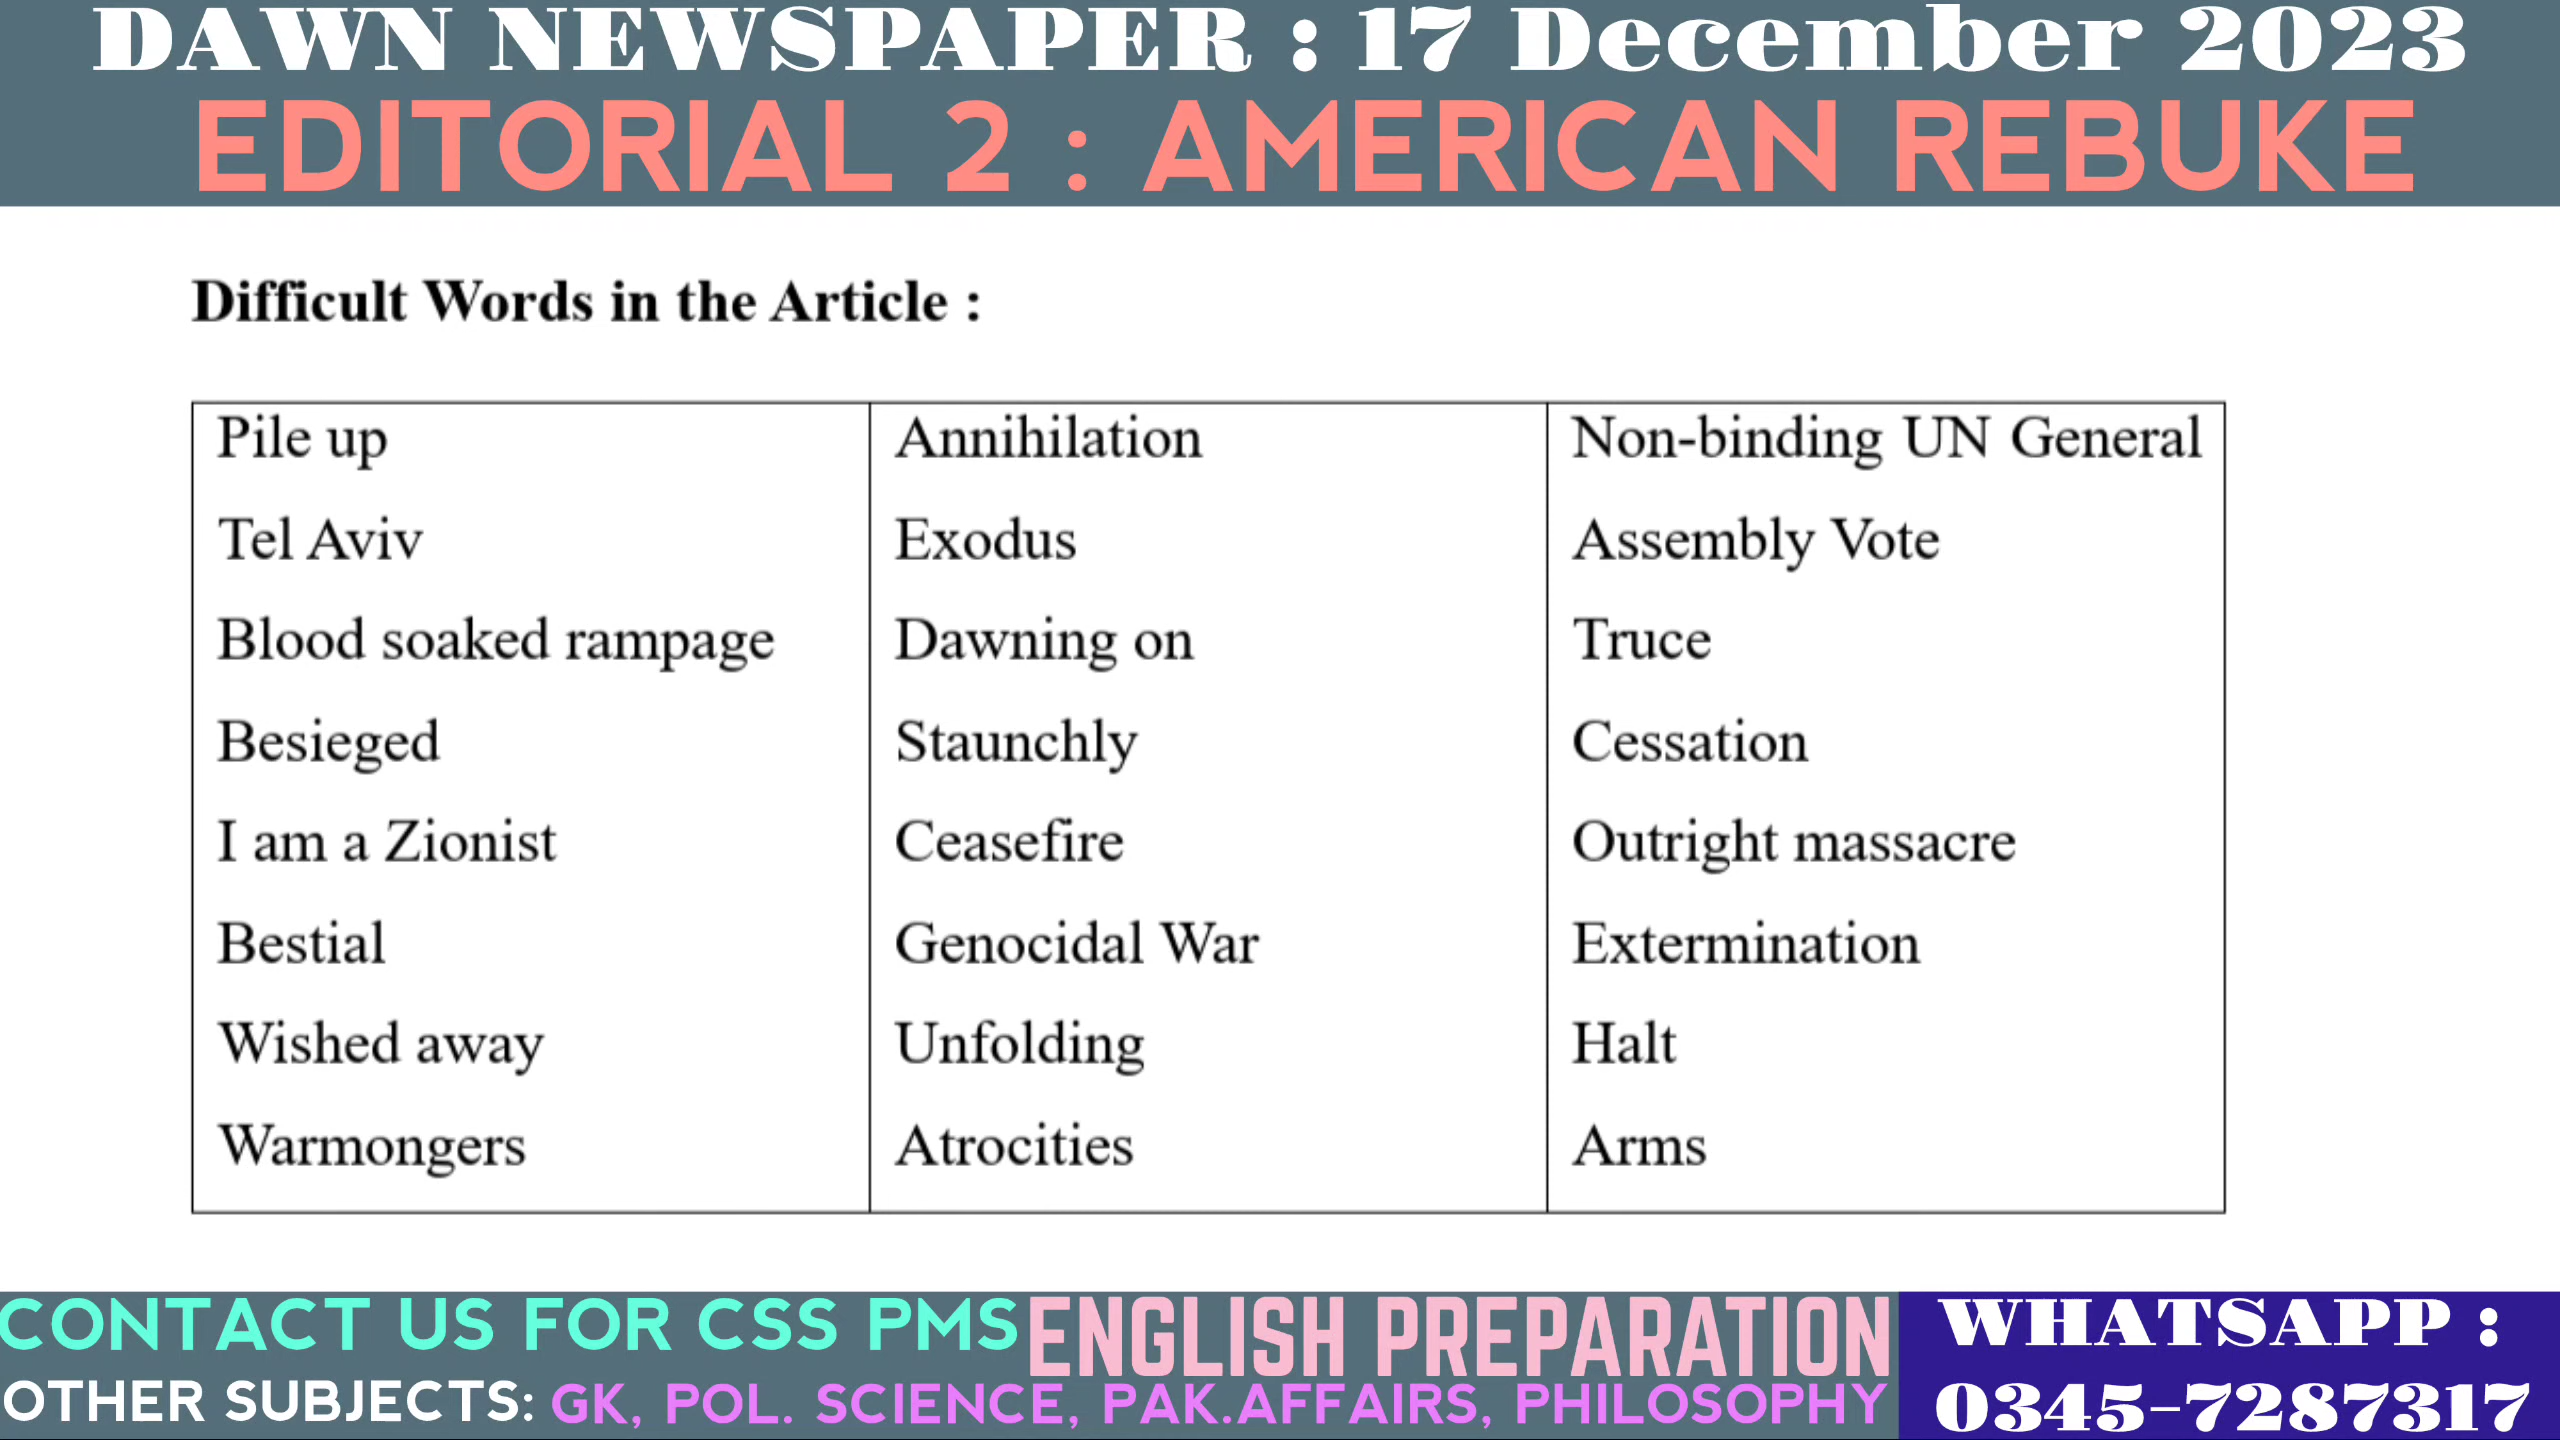 DAWN NEWSPAPER : 17 December 2023
EDITORIAL 2 : AMERICAN REBUKE
Difficult Words in the Article :
Pile up
Tel Aviv
Blood soaked rampage
Besieged
I am a Zionist
Bestial
Wished away
Warmongers
Annihilation
Exodus
Dawning on
Staunchly
Ceasefire
Genocidal War
Unfolding
Atrocities
Non-binding UN General
Assembly Vote
Truce
Cessation
Outright massacre
Extermination
Halt
Arms
CONTACT US FOR CSS PMS ENGLISH PREPARATION
OTHER SUBJECTS: GK, POL. SCIENCE, PAK.AFFAIRS, PHILOSOPHY
WHATSAPP :
0345-7287317